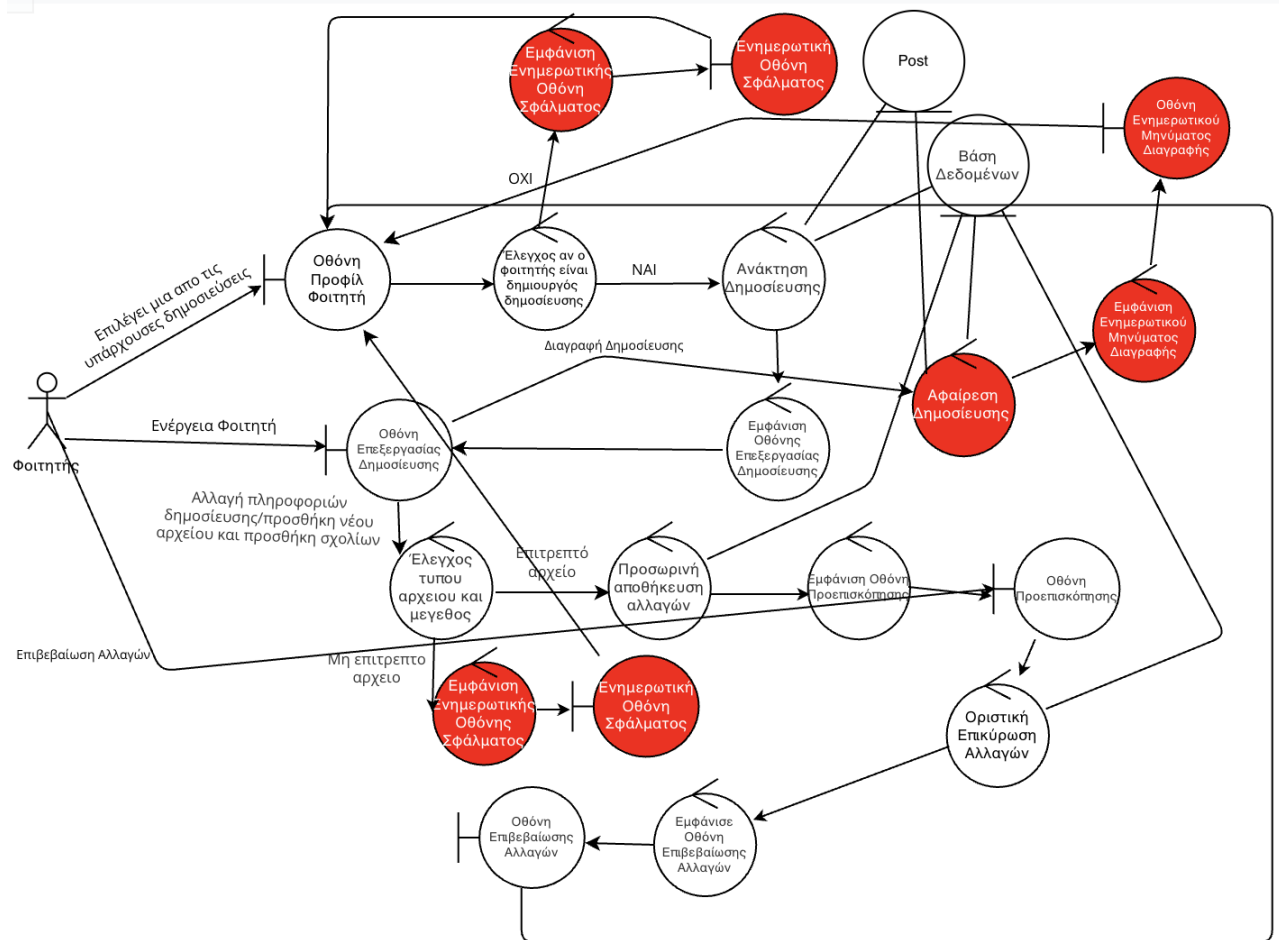 Εμφάνιση
Ενημερωτικής
Οθόνη
Σφάλματος
Ενημερωτική
Οθόνη
Σφάλματος
Post
Οθόνη
Ενημερωτικού
Μηνύματος
Διαγραφής
Βάση
Δεδομένων
ΟΧΙ
Οθόνη
Προφίλ
Φοιτητή
Έλεγχος αν ο
φοιτητής είναι
δημιουργός
δημοσίευσης
ΝΑΙ
Ανάκτηση
Δημοσίευσης
Επιλέγει μια απο τις
υπάρχουσες δημοσιεύσεις
Εμφάνιση
Ενημερωτικού
Μηνύματος
Διαγραφής
Διαγραφή Δημοσίευσης
Αφαίρεση
Δημοσίευσης
Φοιτητής
Ενέργεια Φοιτητή
Οθόνη
Επεξεργασίας
Δημοσίευσης
Εμφάνιση
Οθόνης
Επεξεργασίας
Δημοσίευσης
Αλλαγή πληροφοριών
δημοσίευσης/προσθήκη νέου
αρχείου και προσθήκη σχολίων
Έλεγχος
τυπου
αρχειου και
μεγεθος
Επιτρεπτό
αρχείο
Προσωρινή
αποθήκευση
αλλαγών
Εμφάνιση Οθόνη
Προεπισκόπησης
Οθόνη
Προεπισκόπησης
Επιβεβαίωση Αλλαγών
Μη επιτρεπτο
αρχειο
Εμφάνιση
Ενημερωτικής
Οθόνης
Σφάλματος
Ενημερωτική
Οθόνη
Σφάλματος
Οριστική
Επικύρωση
Αλλαγών
Οθόνη
Επιβεβαίωσης
Αλλαγών
Εμφάνισε
Οθόνη
Επιβεβαίωσης
Αλλαγών